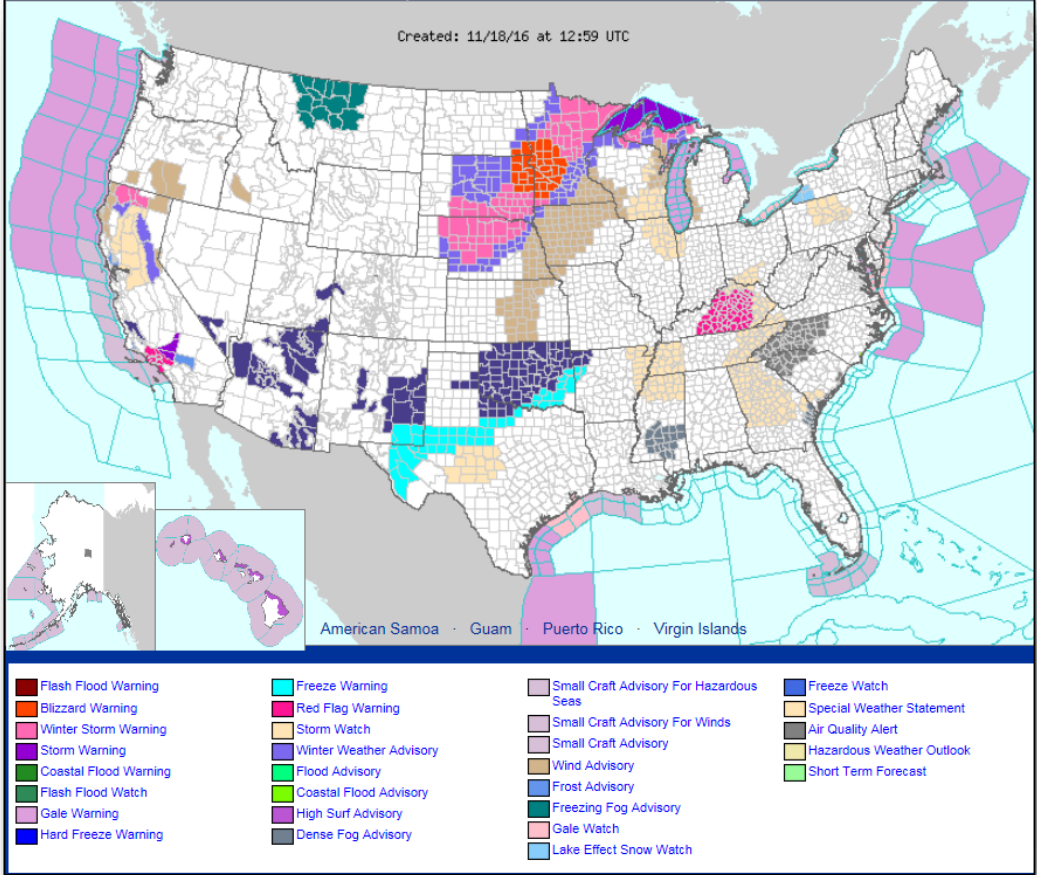 Created: 11/18/16 at 12:59 UTC
American Samoa · Guam · Puerto Rico · Virgin Islands
Flash Flood Warning
Blizzard Warning
Winter Storm Warning
Storm Warning
Coastal Flood Warning
Flash Flood Watch
Gale Warning
Hard Freeze Warning
Freeze Warning
Red Flag Warning
Storm Watch
Winter Weather Advisory
Flood Advisory
Coastal Flood Advisory
High Surf Advisory
Dense Fog Advisory
Small Craft Advisory For Hazardous
Seas
Small Craft Advisory For Winds
Small Craft Advisory
Wind Advisory
Frost Advisory
Freezing Fog Advisory
Gale Watch
Lake Effect Snow Watch
Freeze Watch
Special Weather Statement
Air Quality Alert
Hazardous Weather Outlook
Short Term Forecast